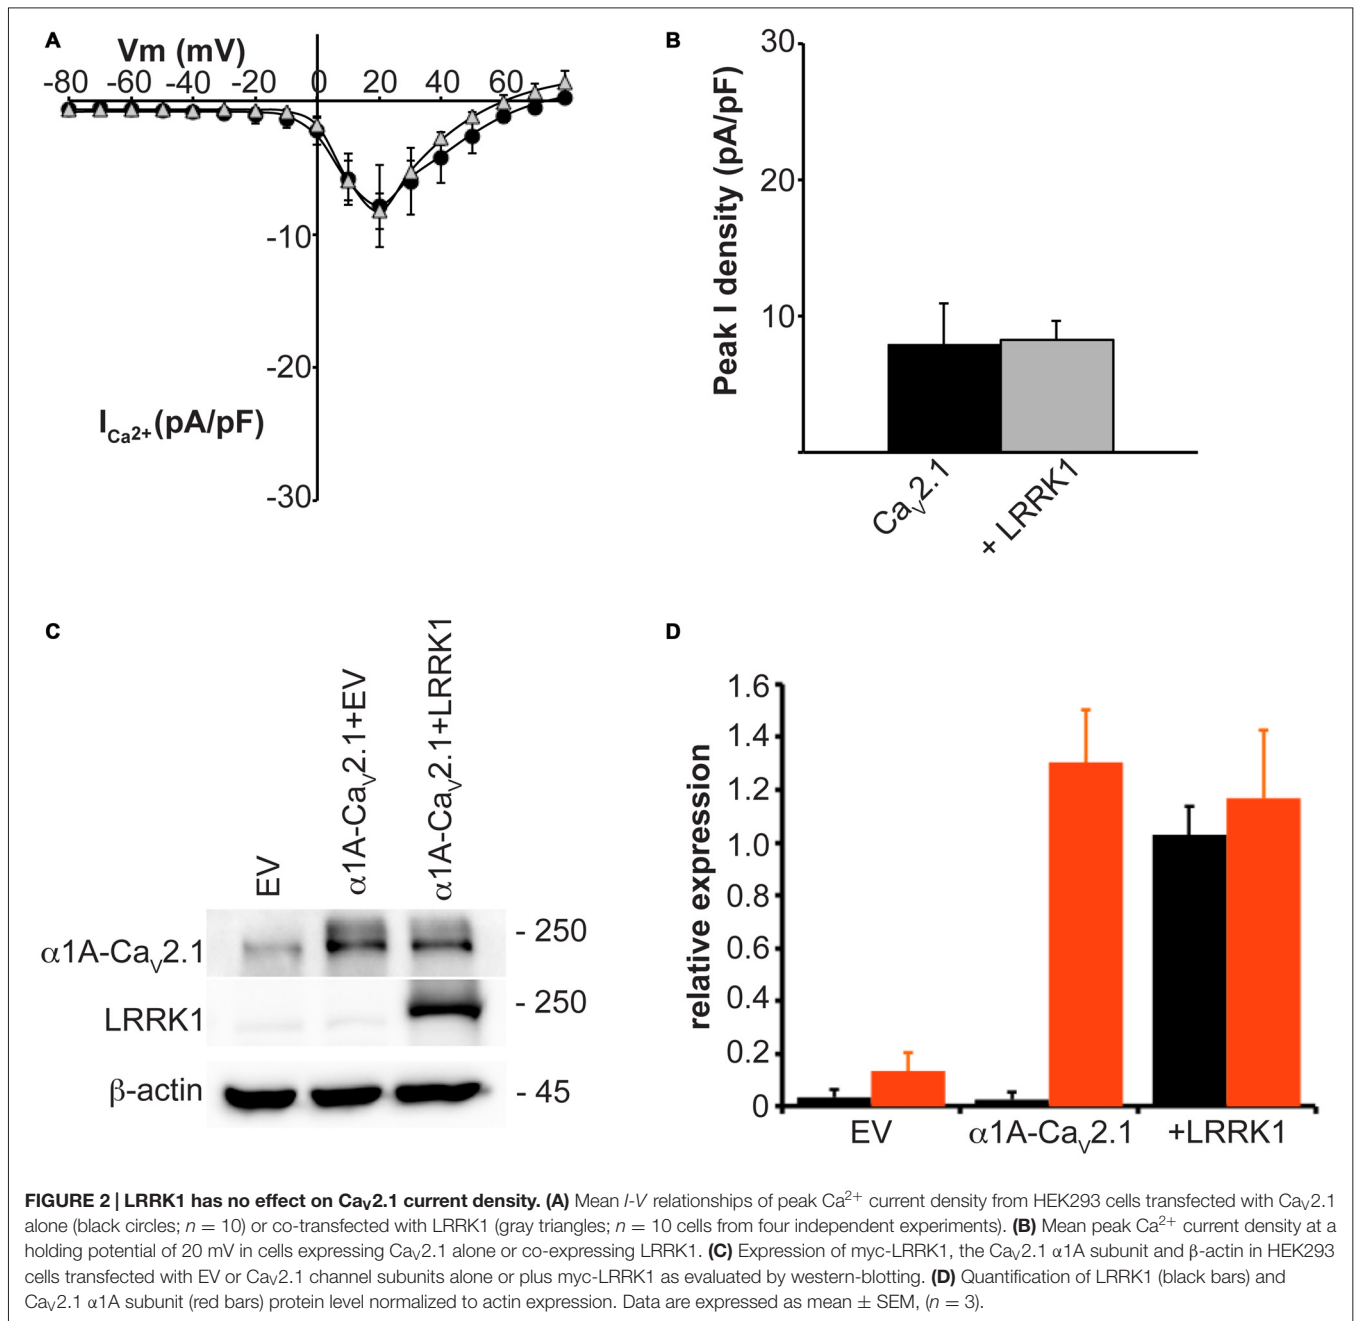 A
Vm (mV)
-80 -60 -40 -20 0 20 40 60
-10
-20
I Ca2+ (pA/pF)
-30
B
Peak I density (pA/pF)
30
20
10
CaV2.1
+ LRRK1
C
EV
α1A-CaV2.1+EV
α1A-CaV2.1+LRRK1
α1A-CaV2.1
- 250
LRRK1
- 250
β-actin
- 45
D
relative expression
1.6
1.4
1.2
1.0
0.8
0.6
0.4
0.2
0
EV α1A-CaV2.1 +LRRK1
FIGURE 2 | LRRK1 has no effect on CaV2.1 current density. (A) Mean I-V relationships of peak Ca2+ current density from HEK293 cells transfected with CaV2.1
alone (black circles; n = 10) or co-transfected with LRRK1 (gray triangles; n = 10 cells from four independent experiments). (B) Mean peak Ca2+ current density at a
holding potential of 20 mV in cells expressing CaV2.1 alone or co-expressing LRRK1. (C) Expression of myc-LRRK1, the CaV2.1 α1A subunit and β-actin in HEK293
cells transfected with EV or CaV2.1 channel subunits alone or plus myc-LRRK1 as evaluated by western-blotting. (D) Quantification of LRRK1 (black bars) and
CaV2.1 α1A subunit (red bars) protein level normalized to actin expression. Data are expressed as mean ± SEM, (n = 3).